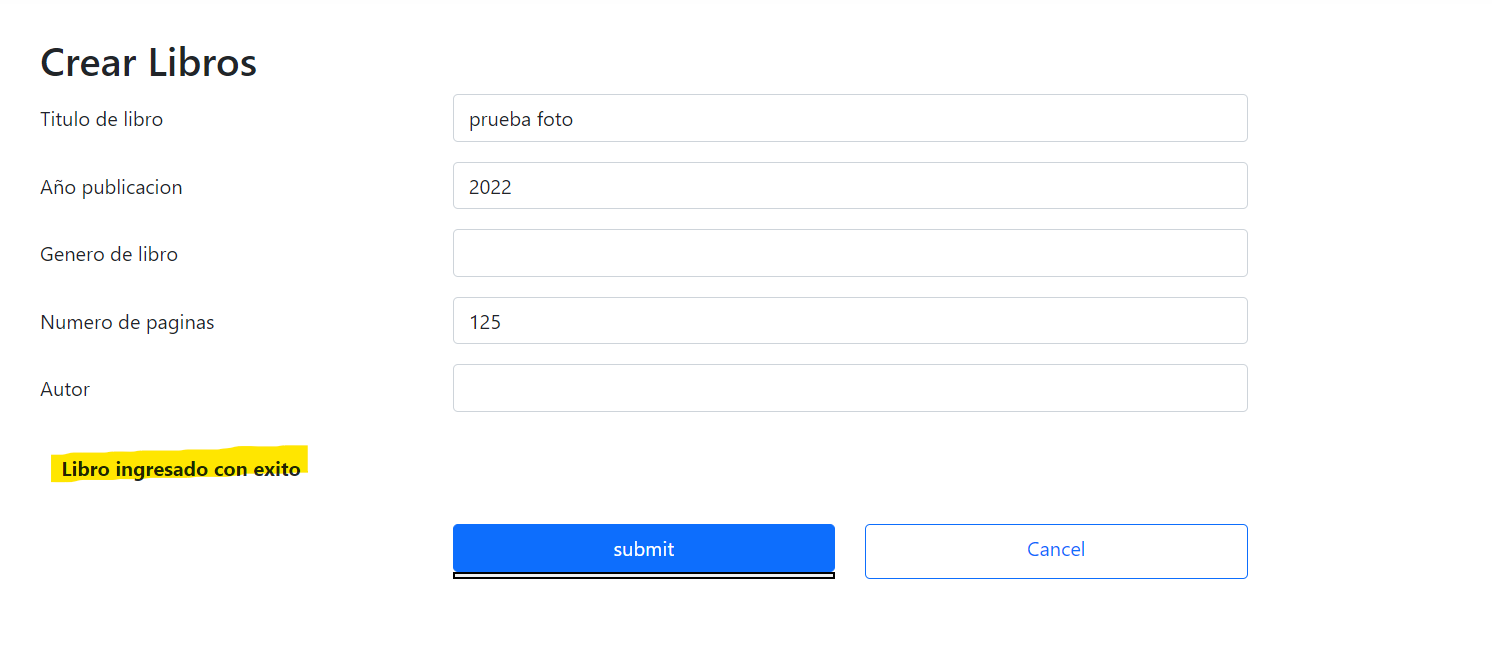 Crear Libros
Titulo de libro prueba foto
Año publicacion 2022
Genero de libro
Numero de paginas 125
Autor
Libro ingresado con exito
submit Cancel